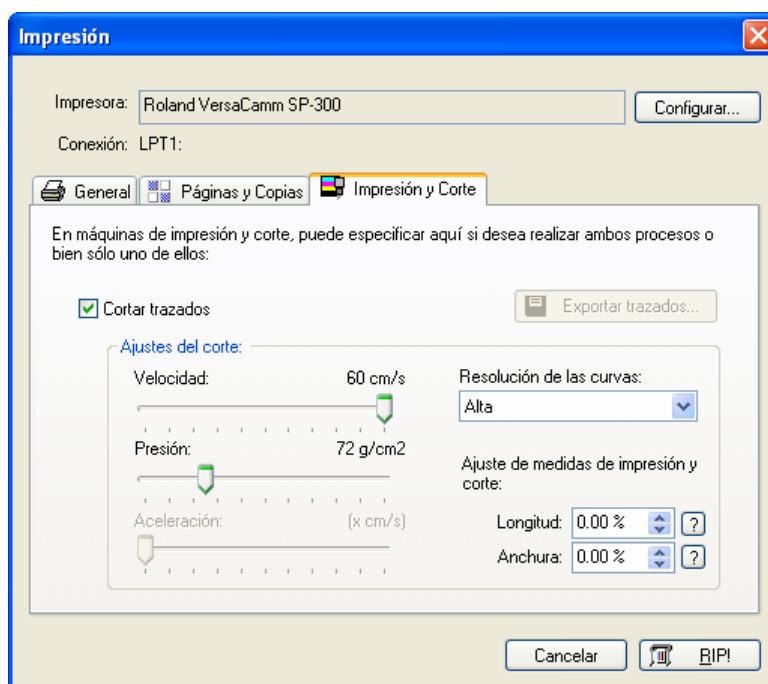 Impresión
Impresora: Roland VersaCamm SP-300 Configurar...
Conexión: LPT1:
General Páginas y Copias Impresión y Corte
En máquinas de impresión y corte, puede especificar aquí si desea realizar ambos procesos o
bien sólo uno de ellos:
Cortar trazados Exportar trazados...
Ajustes del corte:
Velocidad: 60 cm/s
Presión: 72 g/cm2
Aceleración: (x cm/s)
Resolución de las curvas:
Alta
Ajuste de medidas de impresión y
corte:
Longitud: 0.00 % ?
Anchura: 0.00 % ?
Cancelar RIP!